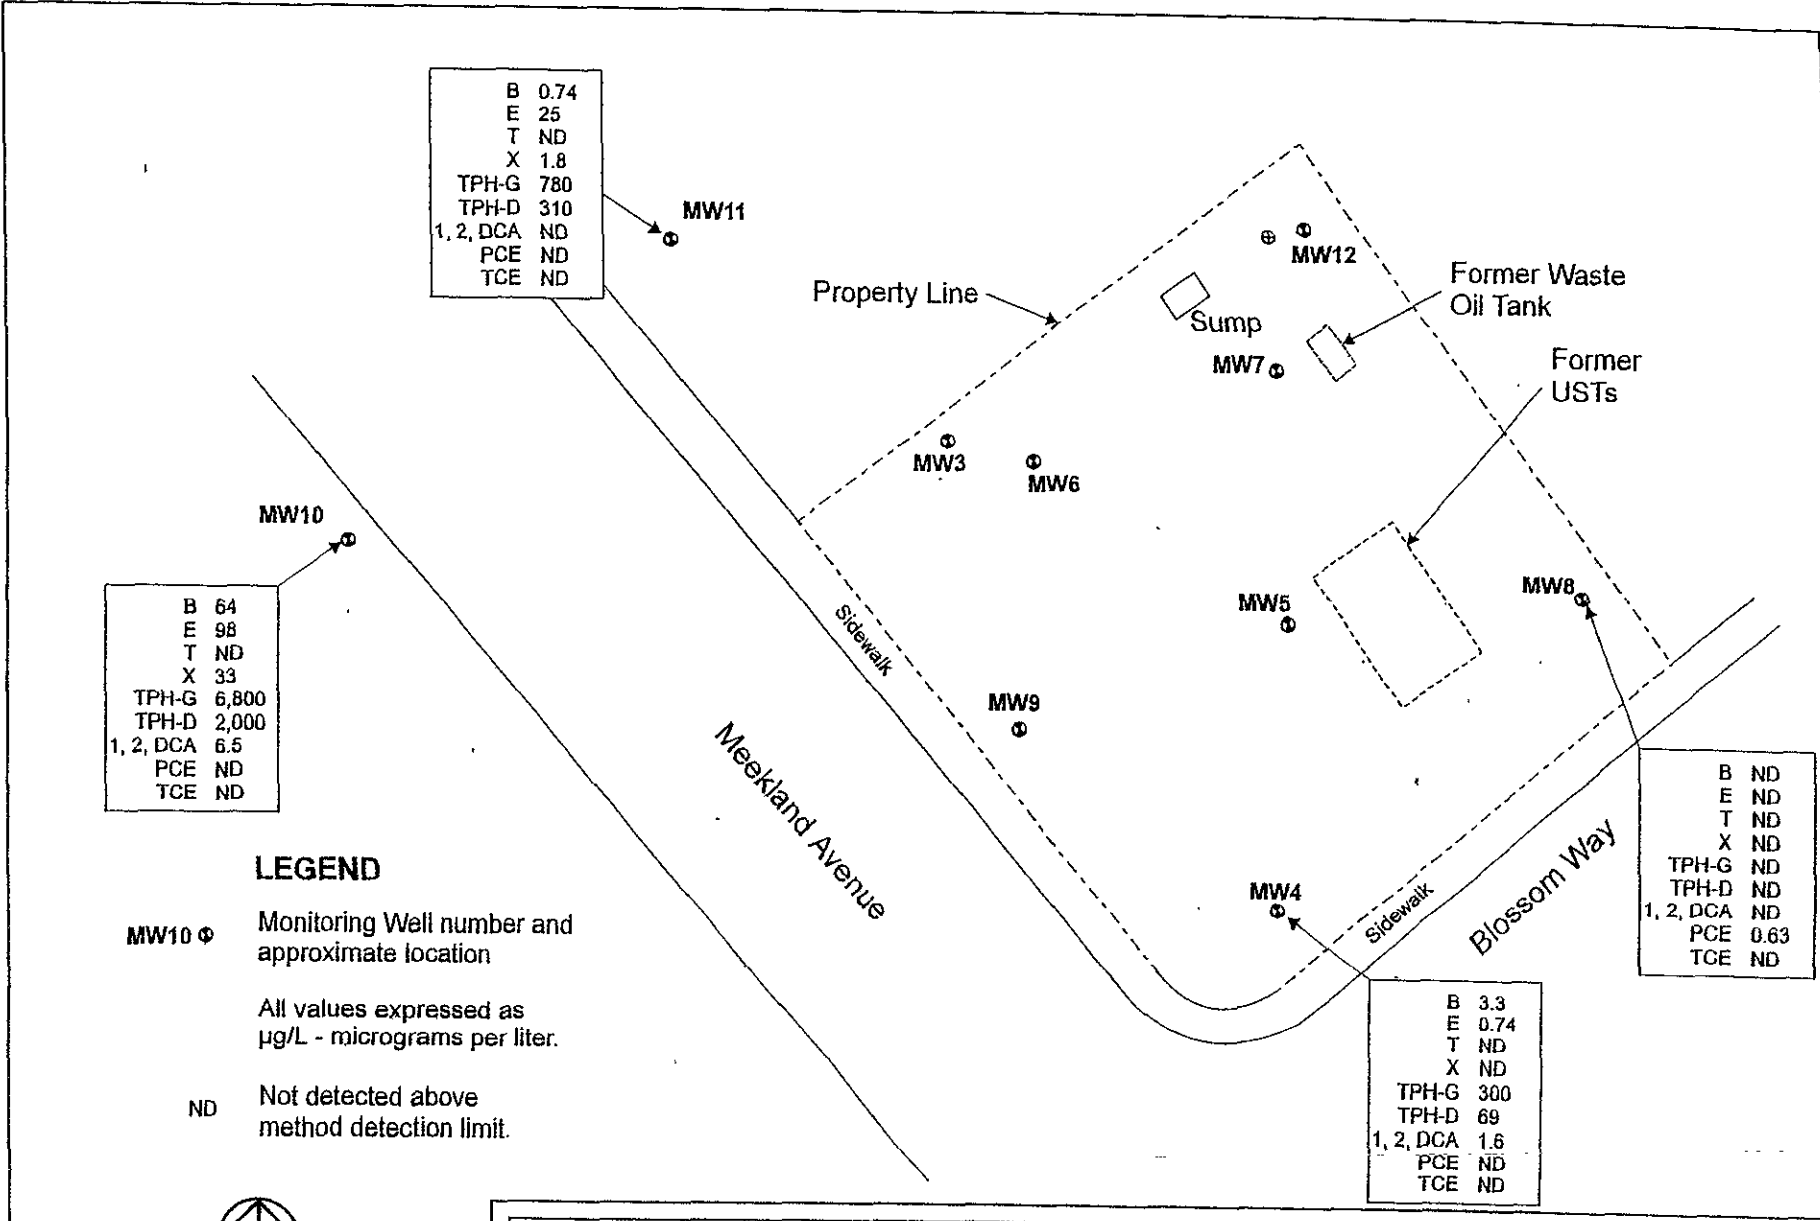 B 0.74
E 25
T ND
X 1.8
TPH-G 780
TPH-D 310
1, 2, DCA ND
PCE ND
TCE ND
MW11
MW12
Property Line
Sump
Former Waste
Oil Tank
MW7
Former
USTs
MW3
MW6
MW10
MW5
MW8
B 64
E 98
T ND
X 33
TPH-G 6,800
TPH-D 2,000
1, 2, DCA 6.5
PCE ND
TCE ND
Sidewalk
MW9
Meekland Avenue
B ND
E ND
T ND
X ND
TPH-G ND
TPH-D ND
1, 2, DCA ND
PCE 0.63
TCE ND
MW4
Sidewalk
Blossom Way
B 3.3
E 0.74
T ND
X ND
TPH-G 300
TPH-D 69
1, 2, DCA 1.6
PCE ND
TCE ND
LEGEND
MW10 Monitoring Well number and
approximate location
All values expressed as
µg/L - micrograms per liter.
ND Not detected above
method detection limit.